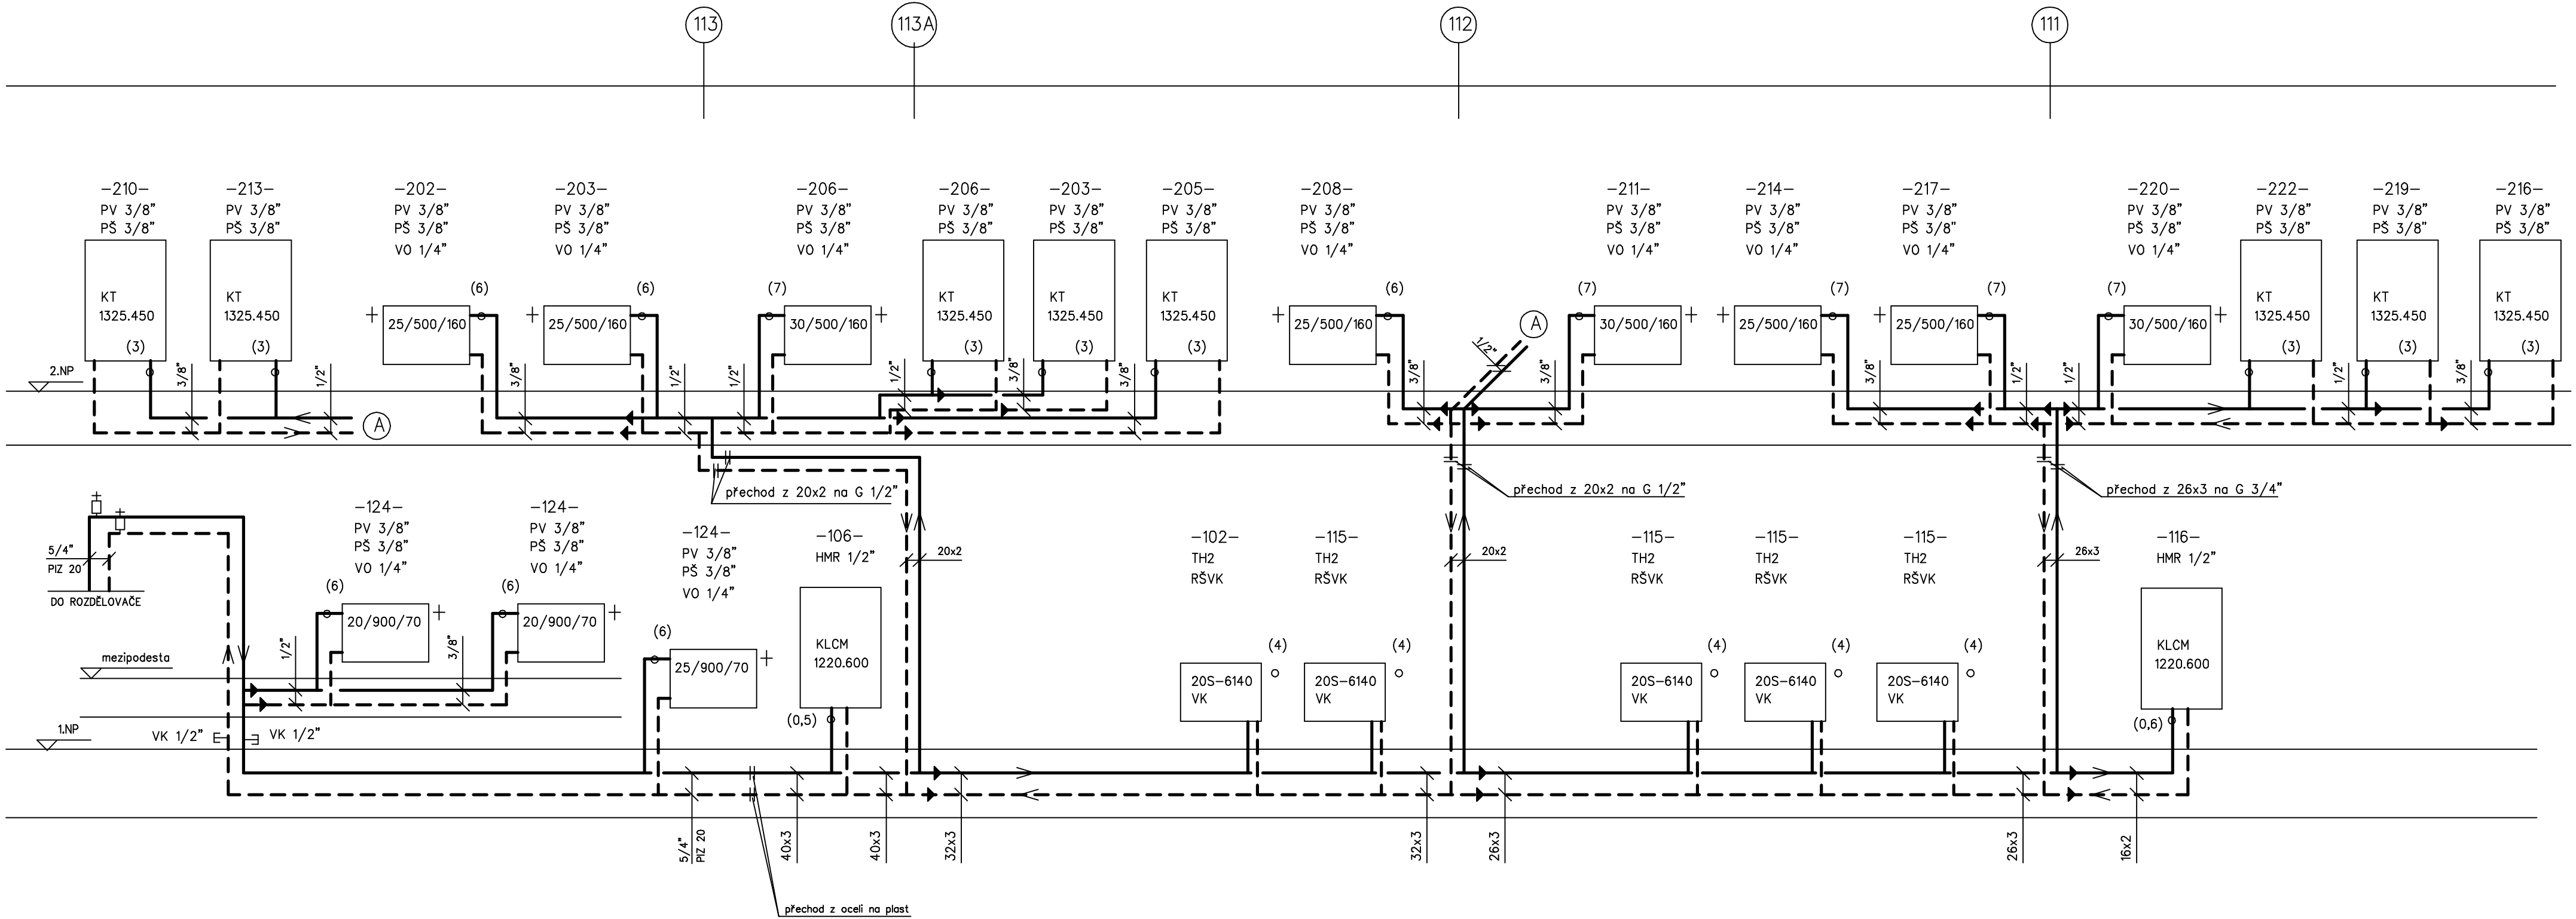 113
113A
112
111
-210-
PV 3/8"
PŠ 3/8"
KT
1325.450
(3)
-213-
PV 3/8"
PŠ 3/8"
KT
1325.450
(3)
-202-
PV 3/8"
PŠ 3/8"
VO 1/4"
(6)
25/500/160
-203-
PV 3/8"
PŠ 3/8"
VO 1/4"
(6)
25/500/160
-206-
PV 3/8"
PŠ 3/8"
VO 1/4"
(7)
30/500/160
-206-
PV 3/8"
PŠ 3/8"
KT
1325.450
(3)
-203-
PV 3/8"
PŠ 3/8"
KT
1325.450
(3)
-205-
PV 3/8"
PŠ 3/8"
KT
1325.450
(3)
-208-
PV 3/8"
PŠ 3/8"
VO 1/4"
(6)
25/500/160
-211-
PV 3/8"
PŠ 3/8"
VO 1/4"
(7)
30/500/160
-214-
PV 3/8"
PŠ 3/8"
VO 1/4"
(7)
25/500/160
-217-
PV 3/8"
PŠ 3/8"
VO 1/4"
(7)
25/500/160
-220-
PV 3/8"
PŠ 3/8"
VO 1/4"
(7)
30/500/160
-222-
PV 3/8"
PŠ 3/8"
KT
1325.450
(3)
-219-
PV 3/8"
PŠ 3/8"
KT
1325.450
(3)
-216-
PV 3/8"
PŠ 3/8"
KT
1325.450
(3)
2.NP
3/8"
1/2"
A
3/8"
1/2"
1/2"
1/2"
3/8"
3/8"
3/8"
1/2"
A
3/8"
3/8"
1/2"
1/2"
1/2"
3/8"
přechod z 20x2 na G 1/2"
přechod z 20x2 na G 1/2"
přechod z 26x3 na G 3/4"
5/4"
PIZ 20
DO ROZDĚLOVAČE
-124-
PV 3/8"
PŠ 3/8"
VO 1/4"
(6)
20/900/70
-124-
PV 3/8"
PŠ 3/8"
VO 1/4"
(6)
20/900/70
-124-
PV 3/8"
PŠ 3/8"
VO 1/4"
(6)
25/900/70
-106-
HMR 1/2"
KLCM
1220.600
(0,5)
20x2
-102-
TH2
RŠVK
(4)
20S-6140
VK
-115-
TH2
RŠVK
(4)
20S-6140
VK
20x2
-115-
TH2
RŠVK
(4)
20S-6140
VK
-115-
TH2
RŠVK
(4)
20S-6140
VK
-115-
TH2
RŠVK
(4)
20S-6140
VK
26x3
-116-
HMR 1/2"
KLCM
1220.600
(0,6)
mezipodesta
1/2"
3/8"
1.NP
VK 1/2"
VK 1/2"
5/4"
PIZ 20
40x3
40x3
32x3
32x3
26x3
26x3
16x2
přechod z oceli na plast